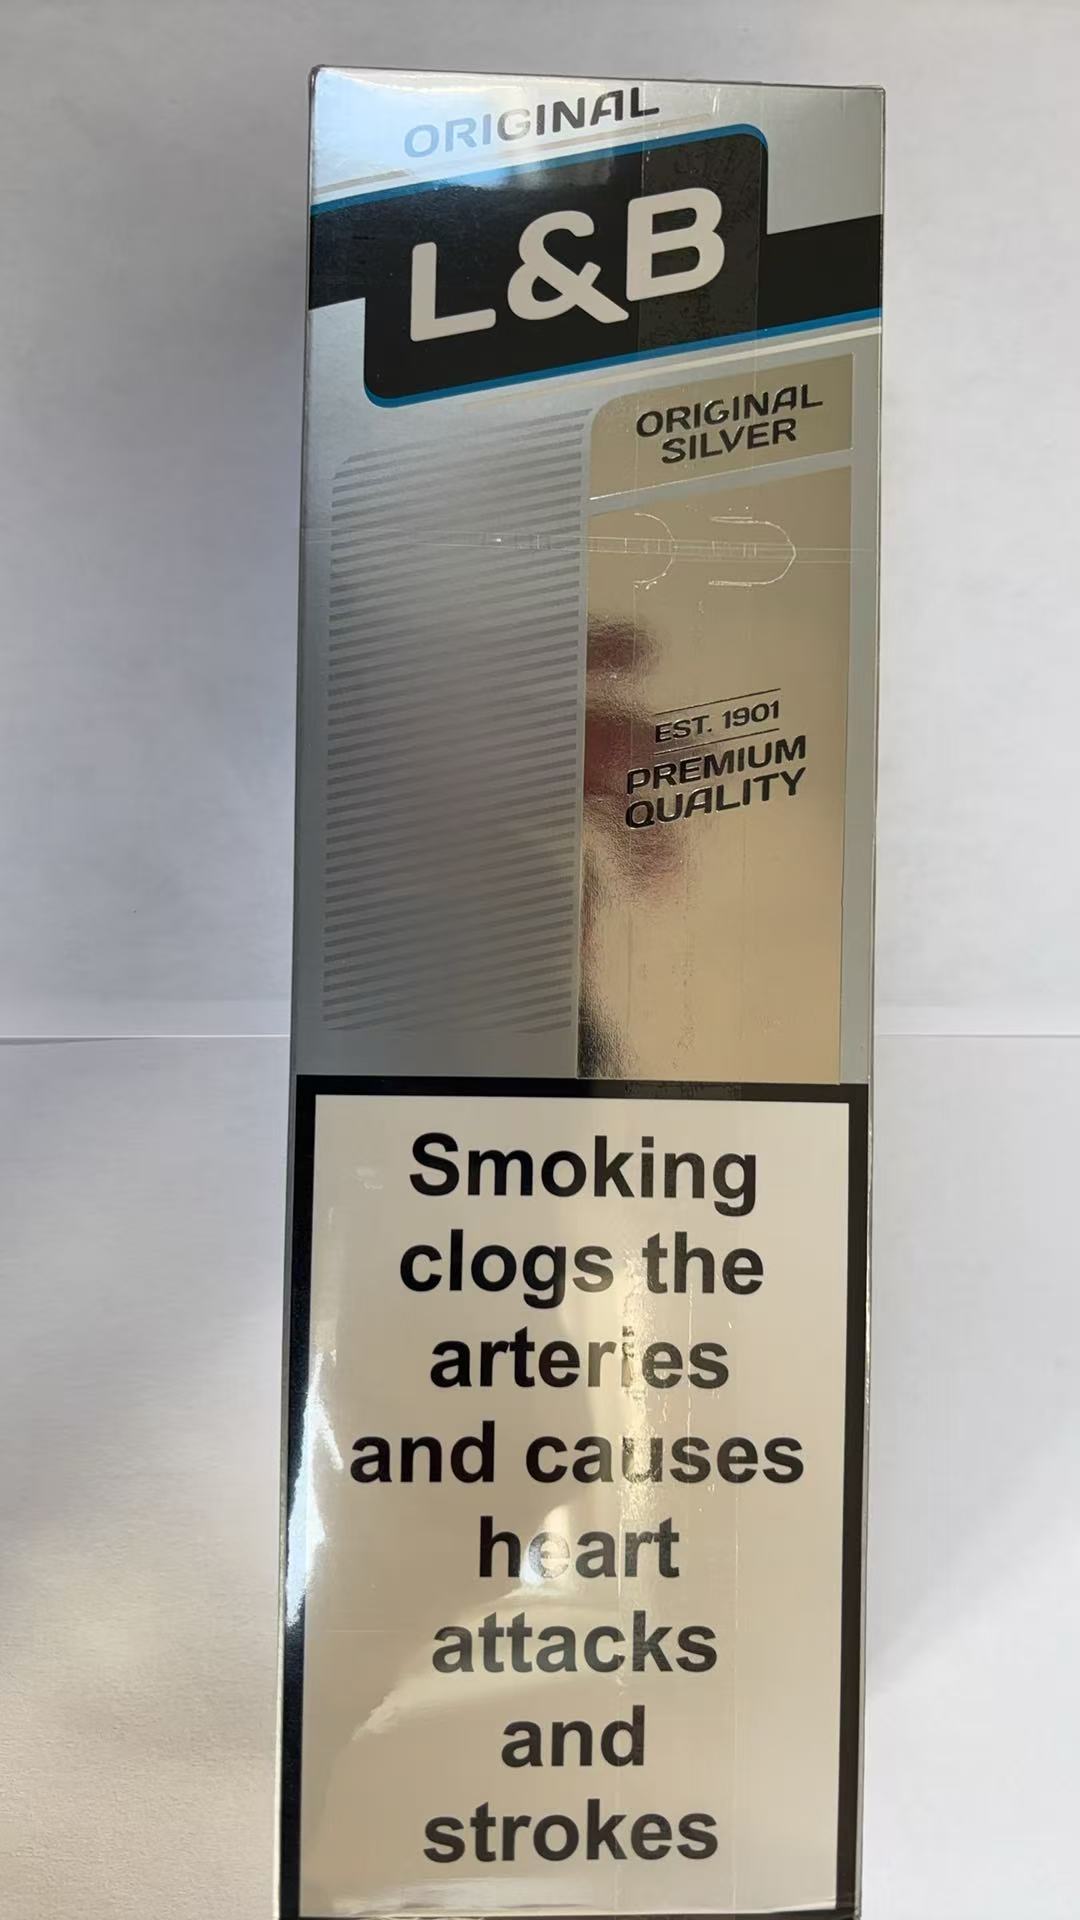 ORIGINAL
L&B
ORIGINAL
SILVER
EST. 1901
PREMIUM
QUALITY
Smoking
clogs the
arteries
and causes
heart
attacks
and
strokes